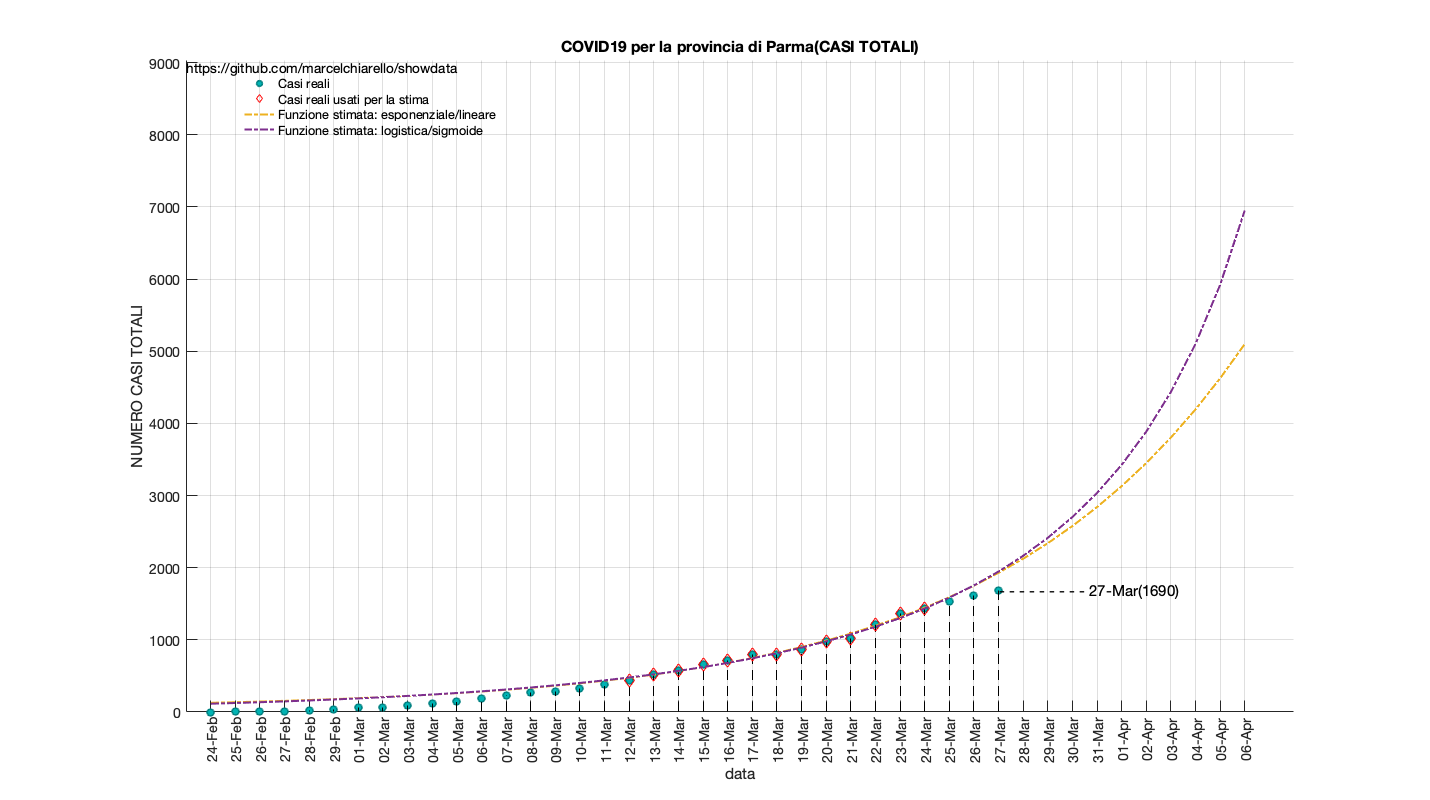 COVID19 per la provincia di Parma(CASI TOTALI)
https://github.com/marcelchiarello/showdata
Casi reali
Casi reali usati per la stima
Funzione stimata: esponenziale/lineare
Funzione stimata: logistica/sigmoide
NUMERO CASI TOTALI
9000
8000
7000
6000
5000
4000
3000
2000
1000
0
27-Mar(1690)
24-Feb
25-Feb
26-Feb
27-Feb
28-Feb
29-Feb
01-Mar
02-Mar
03-Mar
04-Mar
05-Mar
06-Mar
07-Mar
08-Mar
09-Mar
10-Mar
11-Mar
12-Mar
13-Mar
14-Mar
15-Mar
16-Mar
17-Mar
18-Mar
19-Mar
20-Mar
21-Mar
22-Mar
23-Mar
24-Mar
25-Mar
26-Mar
27-Mar
28-Mar
29-Mar
30-Mar
31-Mar
01-Apr
02-Apr
03-Apr
04-Apr
05-Apr
06-Apr
data